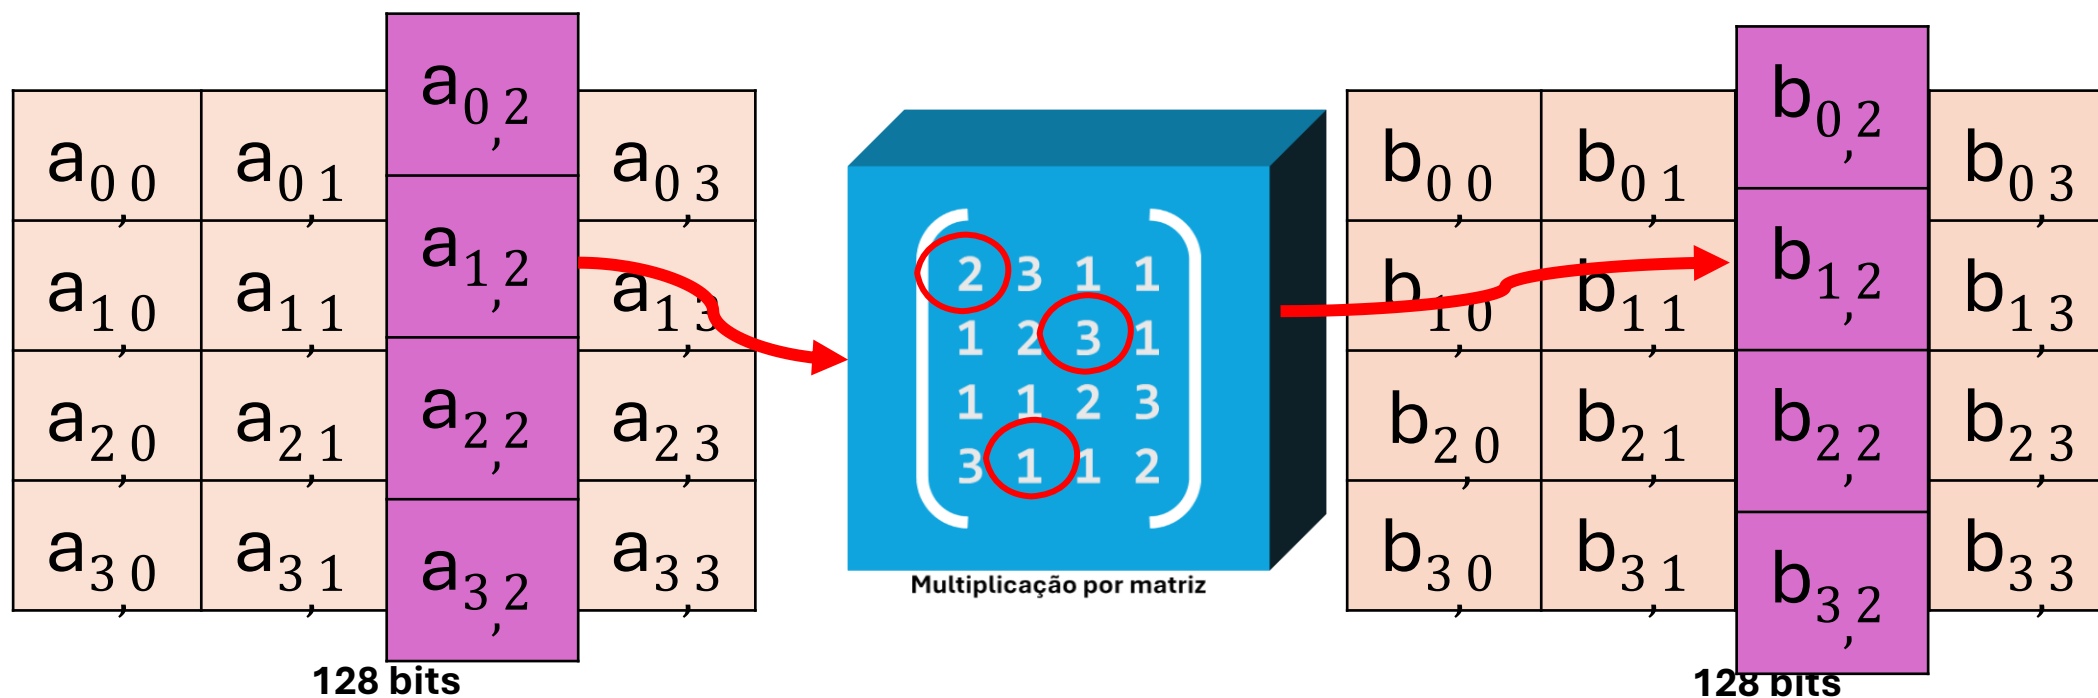 a0,0 a0,1 a0,2 a0,3
a1,0 a1,1 a1,2 a1,3
a2,0 a2,1 a2,2 a2,3
a3,0 a3,1 a3,2 a3,3
128 bits
2 3 1 1
1 2 3 1
1 1 2 3
3 1 1 2
Multiplicação por matriz
b0,0 b0,1 b0,2 b0,3
b1,0 b1,1 b1,2 b1,3
b2,0 b2,1 b2,2 b2,3
b3,0 b3,1 b3,2 b3,3
128 bits